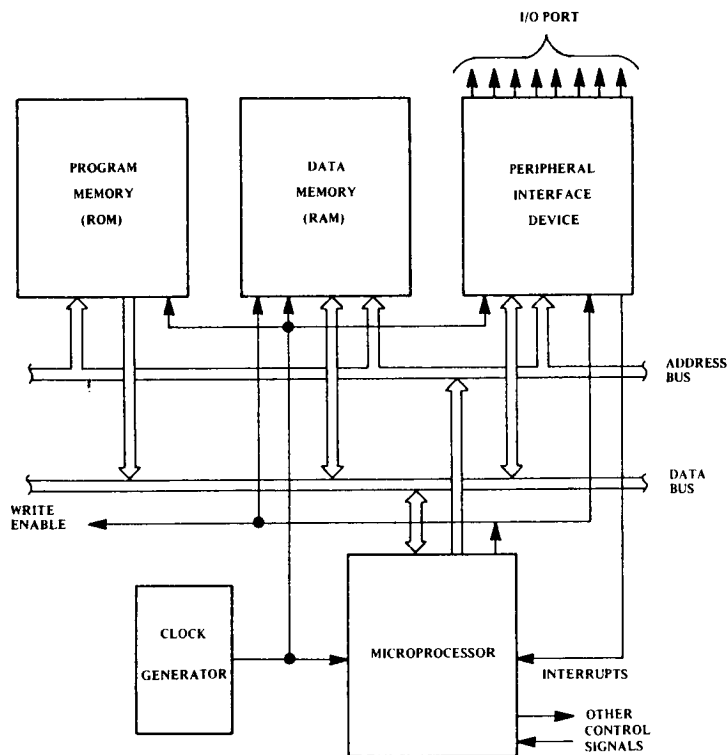 I/O PORT
PROGRAM
MEMORY
(ROM)
DATA
MEMORY
(RAM)
PERIPHERAL
INTERFACE
DEVICE
ADDRESS
BUS
DATA
BUS
WRITE
ENABLE
CLOCK
GENERATOR
MICROPROCESSOR
INTERRUPTS
OTHER
CONTROL
SIGNALS